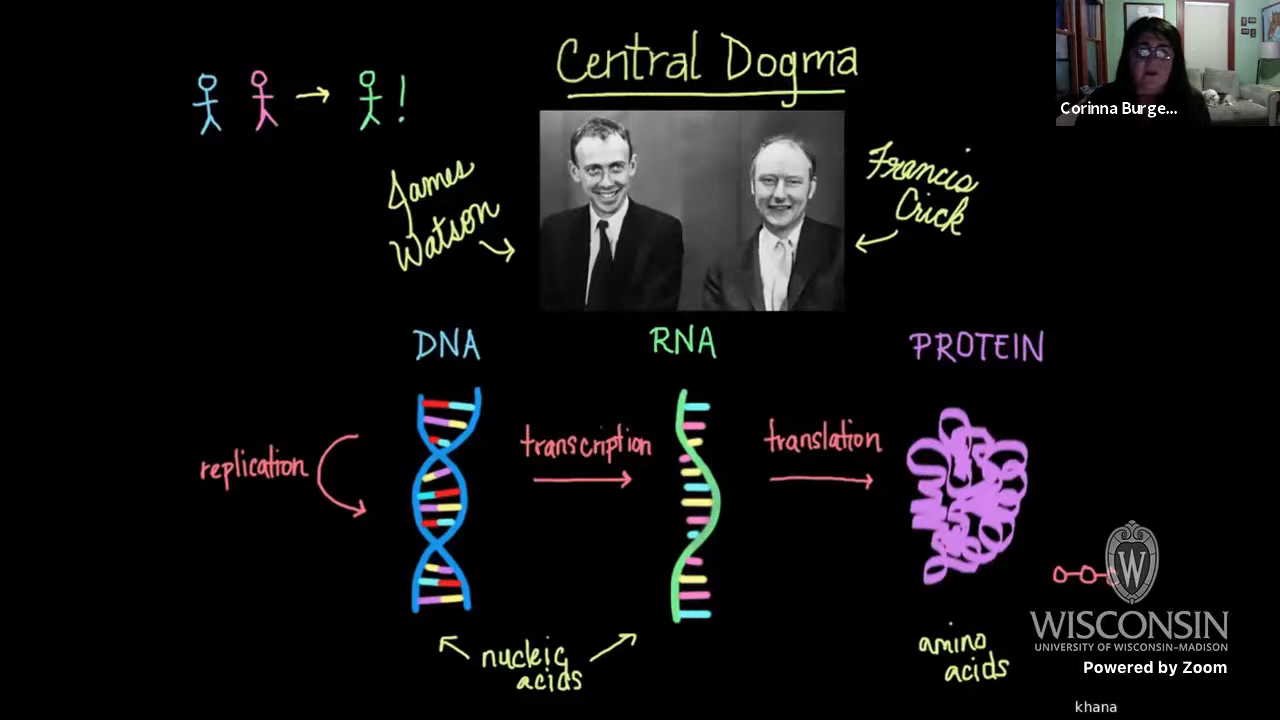 Central Dogma
Corinna Burge...
!
James
Watson
Francis
Crick
DNA
RNA
PROTEIN
replication
transcription
translation
nucleic
acids
amino
acids
W
WISCONSIN
UNIVERSITY OF WISCONSIN–MADISON
Powered by Zoom
khana